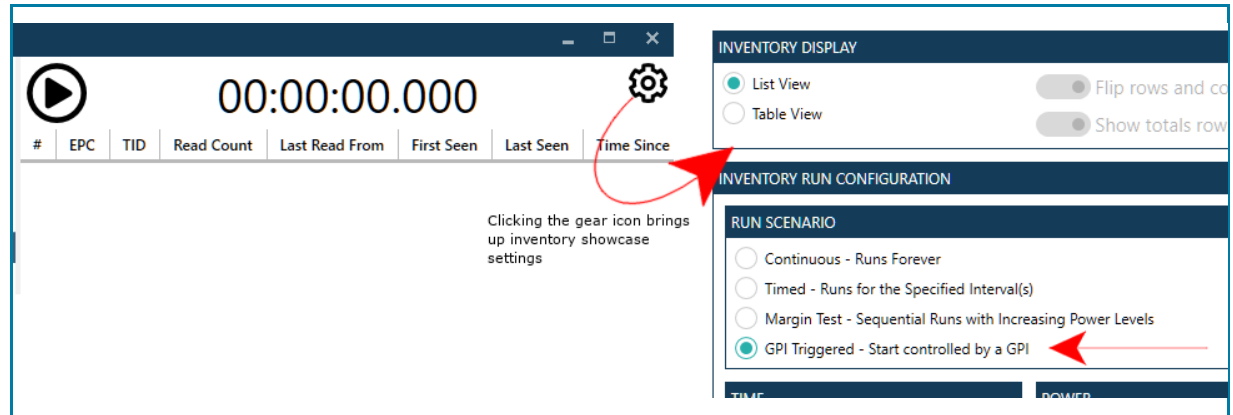 00:00:00.000
# EPC TID Read Count Last Read From First Seen Last Seen Time Since
Clicking the gear icon brings
up inventory showcase
settings
INVENTORY DISPLAY
List View
Flip rows and co
Table View
Show totals row
INVENTORY RUN CONFIGURATION
RUN SCENARIO
Continuous - Runs Forever
Timed - Runs for the Specified Interval(s)
Margin Test - Sequential Runs with Increasing Power Levels
GPI Triggered - Start controlled by a GPI
TIME
POWER